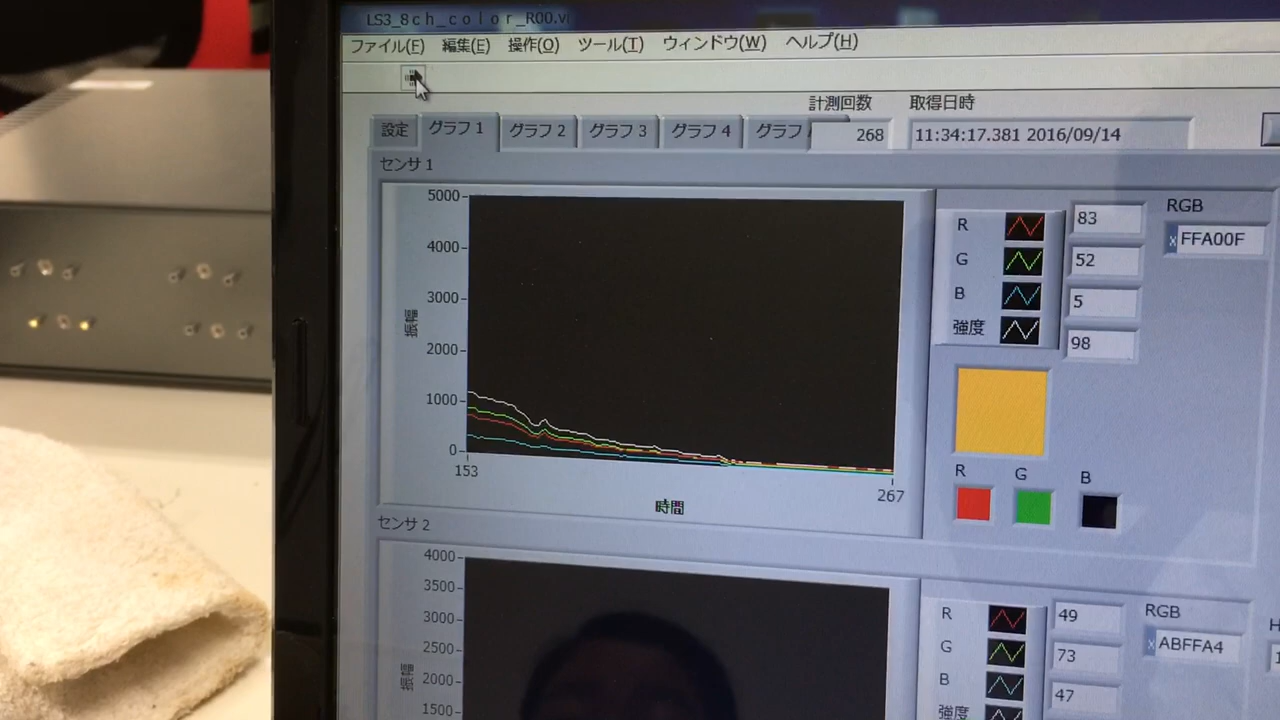 LS3_8ch_color_R00.vi
ファイル(F) 編集(E) 操作(O) ツール(T) ウィンドウ(W) ヘルプ(H)
計測回数 取得日時
設定 グラフ1 グラフ2 グラフ3 グラフ4 グラフ 268 11:34:17.381 2016/09/14
センサ1
5000
4000
3000
2000
1000
0
振幅
153
267
時間
R 83
G 52
B 5
強度 98
RGB
x FFA00F
R G B
センサ2
4000
3500
3000
2500
2000
1500
振幅
R 49
G 73
B 47
強度
RGB
x ABFFA4
H